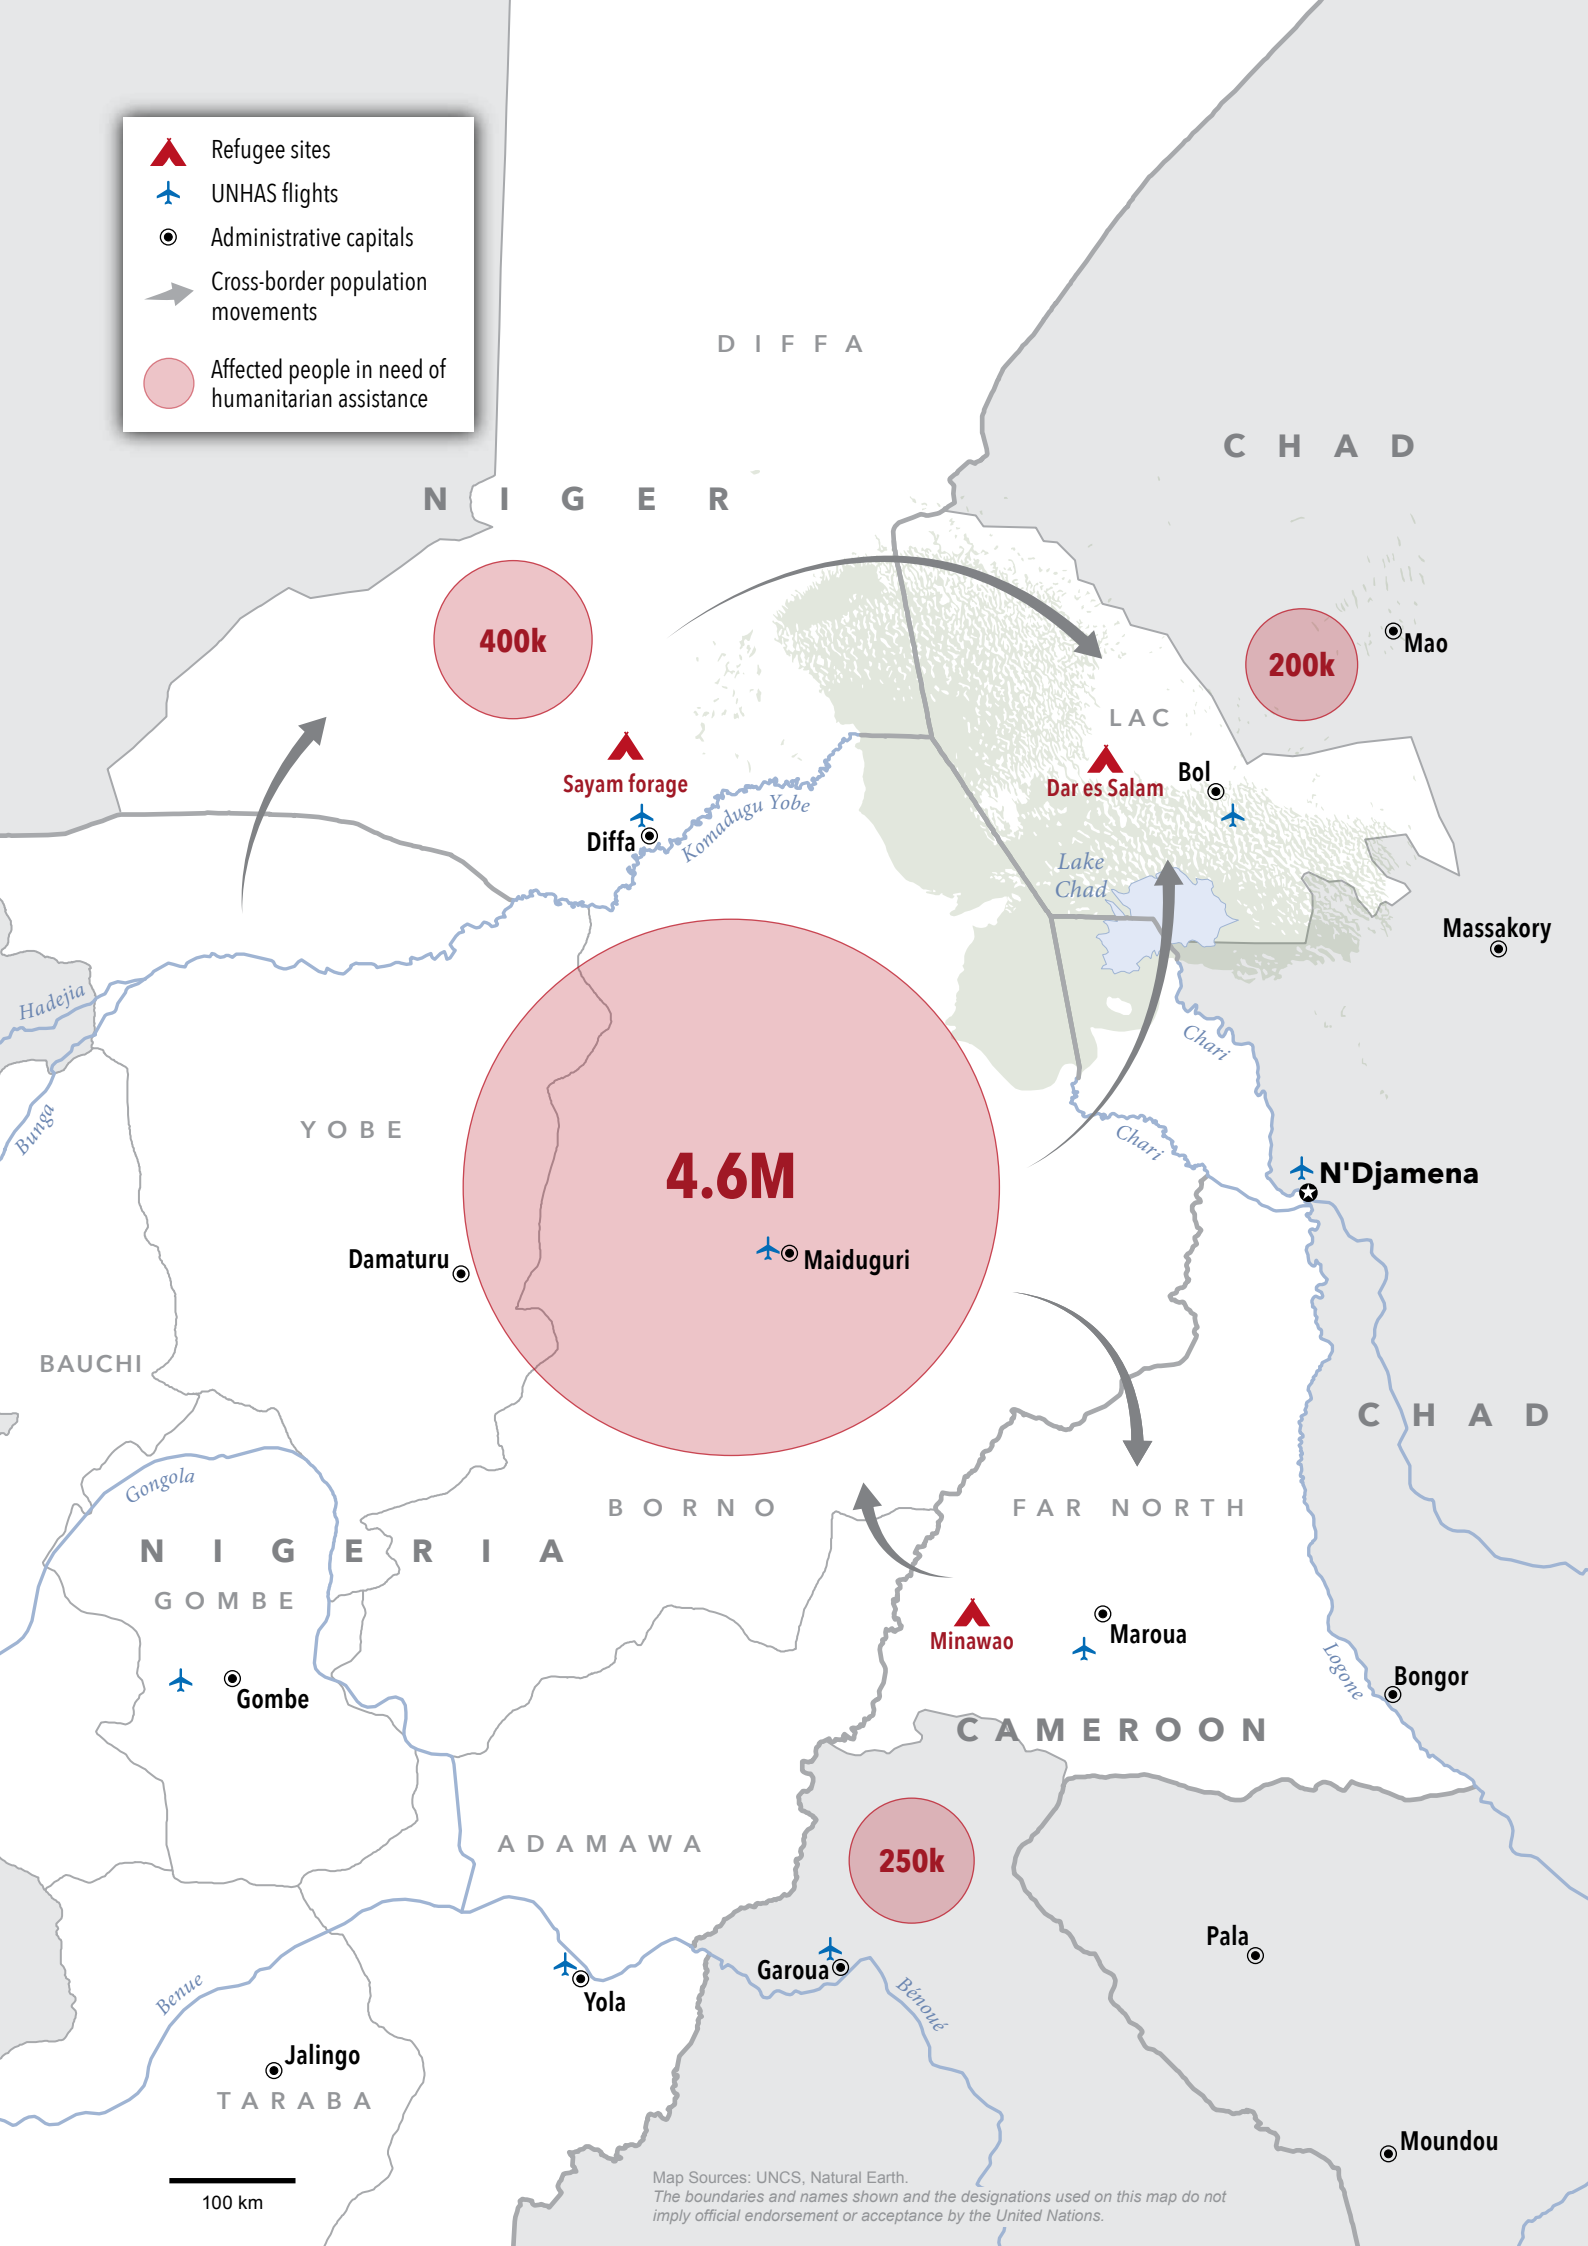 Refugee sites
UNHAS flights
Administrative capitals
Cross-border population
movements
Affected people in need of
humanitarian assistance
DIFFA
CHAD
NIGER
400k
200k
Mao
LAC
Sayam forage
Dar es Salam
Bol
Diffa
Komadugu Yobe
Lake
Chad
Massakory
Hadejia
Chari
Bunga
YOBE
Chari
4.6M
N'Djamena
Damaturu
Maiduguri
BAUCHI
CHAD
Gongola
BORNO
FAR NORTH
NIGERIA
GOMBE
Minawao
Maroua
Logone
Bongor
Gombe
CAMEROON
ADAMAWA
250k
Pala
Garoua
Benue
Yola
Bénoué
Jalingo
TARABA
Moundou
100 km
Map Sources: UNCS, Natural Earth.
The boundaries and names shown and the designations used on this map do not
imply official endorsement or acceptance by the United Nations.